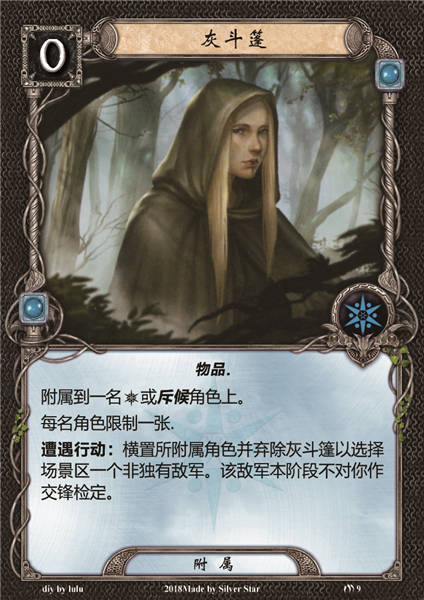 0
灰斗篷
物品.
附属到一名 或斥候角色上。
每名角色限制一张.
遭遇行动：横置所附属角色并弃除灰斗篷以选择
场景区一个非独有敌军。该敌军本阶段不对你作
交锋检定。
附 属
diy by lulu
2018Made by Silver Star
9